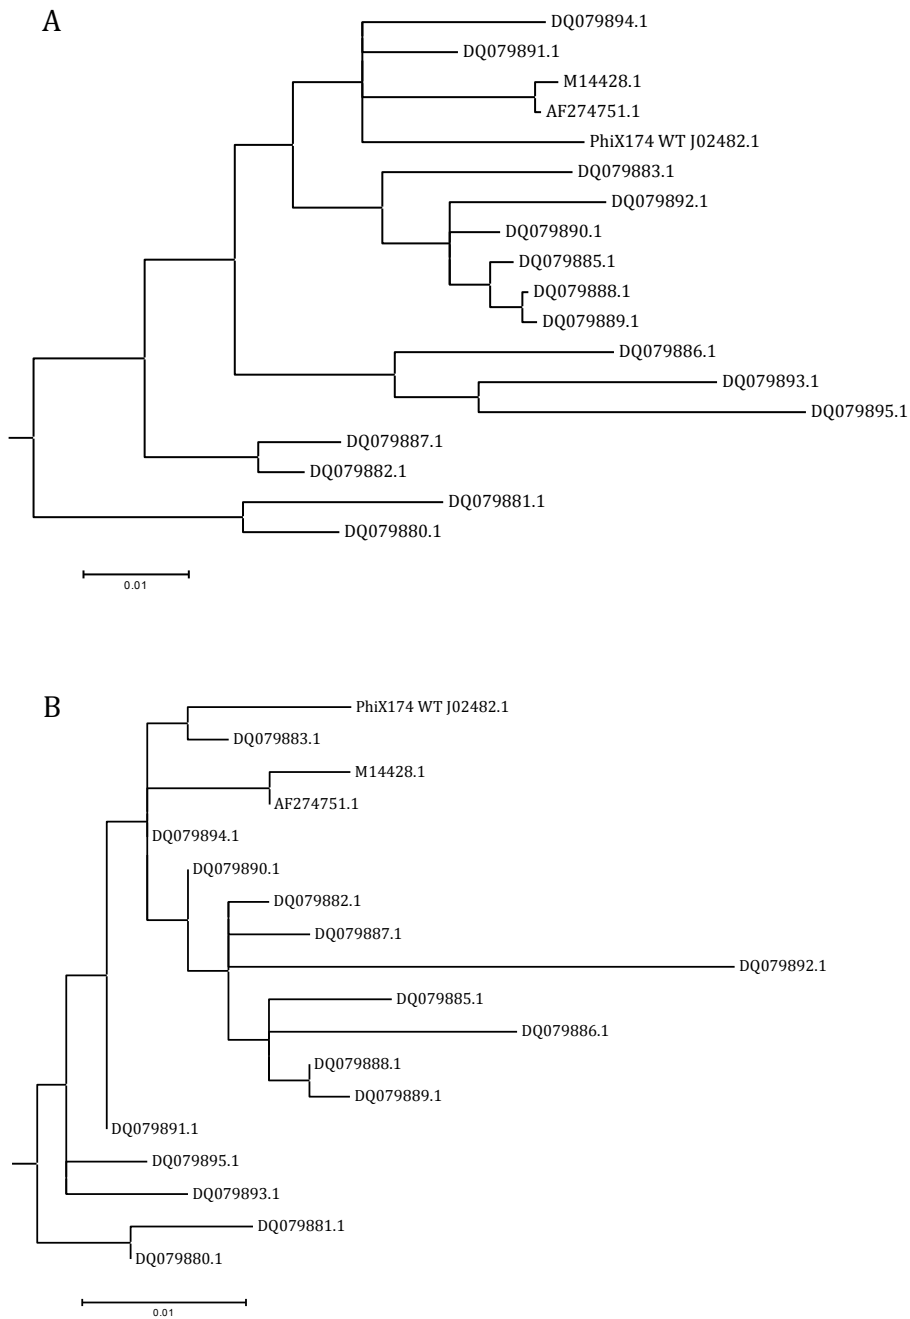 A
DQ079894.1
DQ079891.1
M14428.1
AF274751.1
PhiX174 WT J02482.1
DQ079883.1
DQ079892.1
DQ079890.1
DQ079885.1
DQ079888.1
DQ079889.1
DQ079886.1
DQ079893.1
DQ079895.1
DQ079887.1
DQ079882.1
DQ079881.1
DQ079880.1
0.01
B
PhiX174 WT J02482.1
DQ079883.1
M14428.1
AF274751.1
DQ079894.1
DQ079890.1
DQ079882.1
DQ079887.1
DQ079892.1
DQ079885.1
DQ079886.1
DQ079888.1
DQ079889.1
DQ079891.1
DQ079895.1
DQ079893.1
DQ079881.1
DQ079880.1
0.01